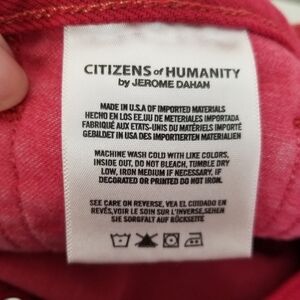 CITIZENS of HUMANITY
by JEROME DAHAN
MADE IN U.S.A OF IMPORTED MATERIALS
HECHO EN LOS EE.UU DE METERIALES IMPORTADA
FABRIQUÉ AUX ETATS-UNIS DU MATÉRIELS IMPORTÉ
GEBILDET IN USA DES IMPORTIERTEN MATERIALIEN
MACHINE WASH COLD WITH LIKE COLORS,
INSIDE OUT, DO NOT BLEACH, TUMBLE DRY
LOW, IRON MEDIUM IF NECESSARY, IF
DECORATED OR PRINTED DO NOT IRON.
SEE CARE ON REVERSE, VEA EL CUIDADO EN
REVÉS,VOIR LE SOIN SUR L'INVERSE,SEHEN
SIE SORGFALT AUF RÜCKSEITE